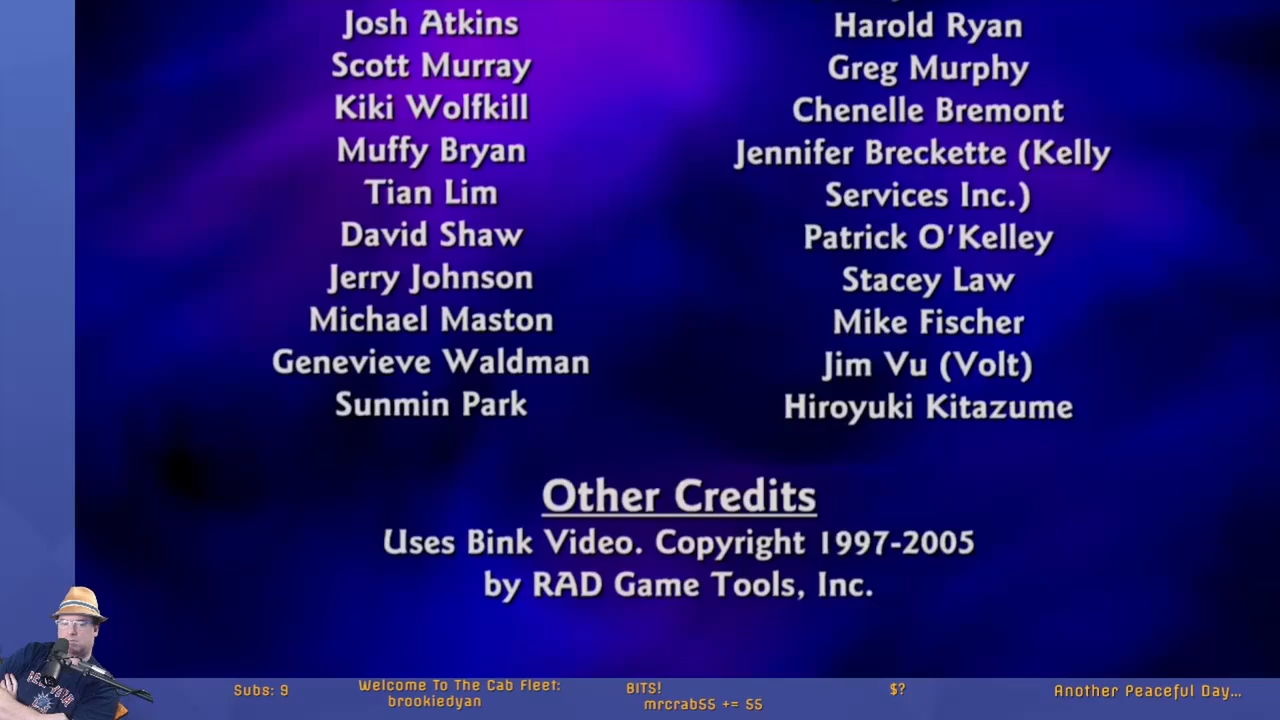 Josh Atkins
Scott Murray
Kiki Wolfkill
Muffy Bryan
Tian Lim
David Shaw
Jerry Johnson
Michael Maston
Genevieve Waldman
Sunmin Park
Harold Ryan
Greg Murphy
Chenelle Bremont
Jennifer Breckette (Kelly
Services Inc.)
Patrick O'Kelley
Stacey Law
Mike Fischer
Jim Vu (Volt)
Hiroyuki Kitazume
Other Credits
Uses Bink Video. Copyright 1997-2005
by RAD Game Tools, Inc.
Subs: 9
Welcome To The Cab Fleet:
brookiedyan
BITS!
mrcrab55 += 55
$?
Another Peaceful Day...